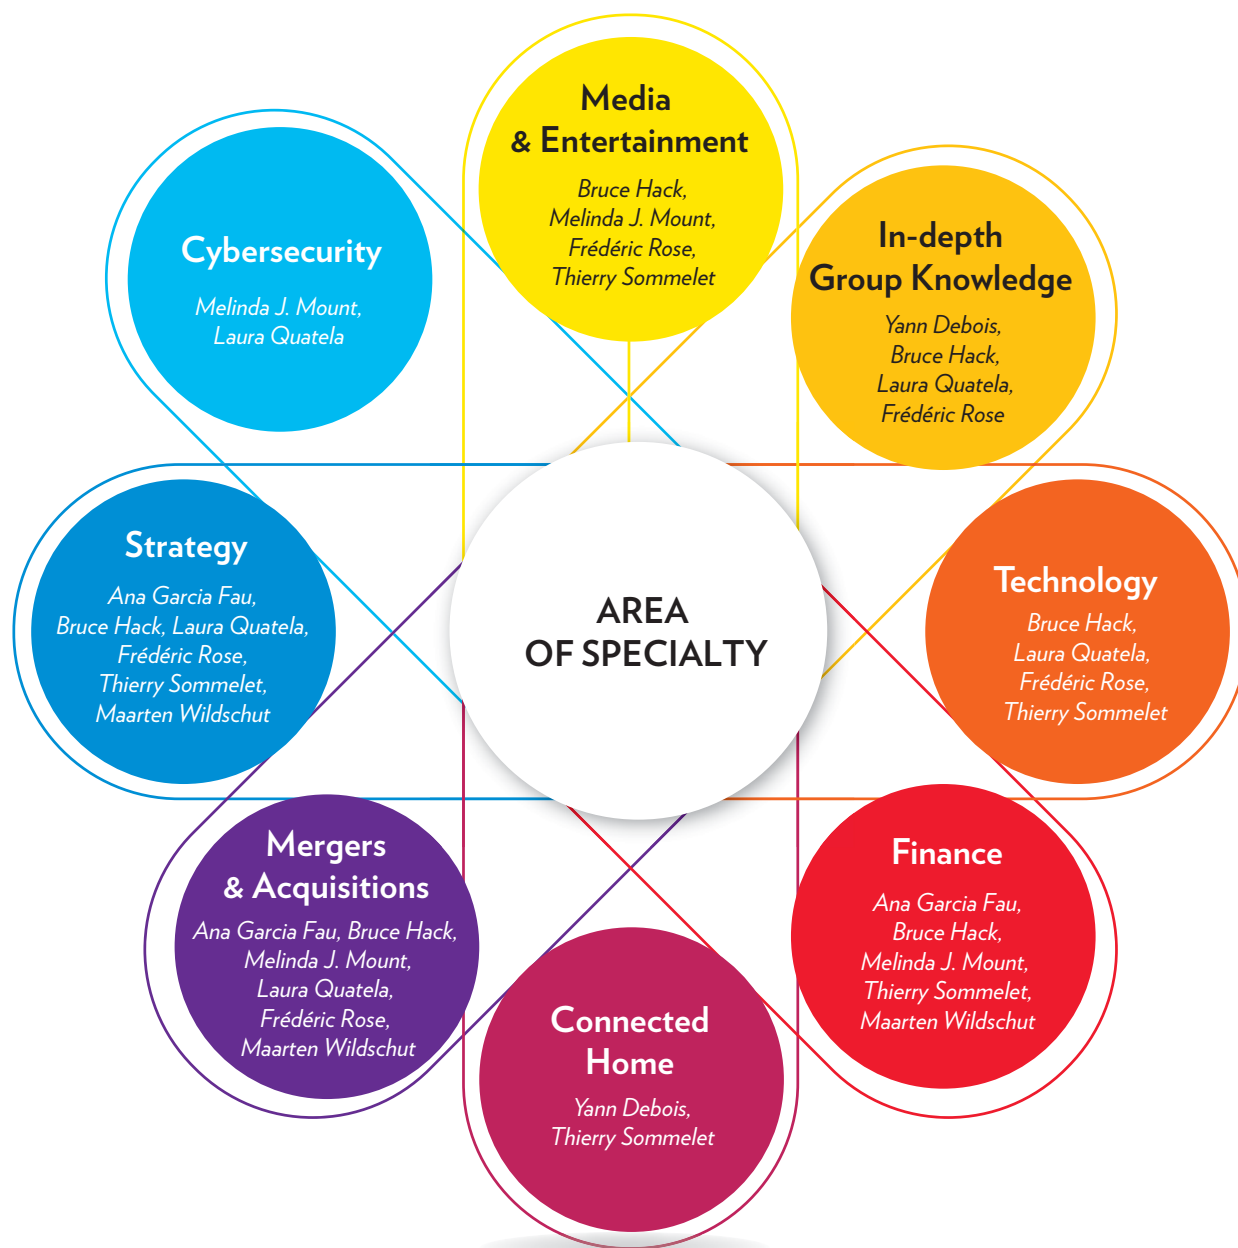 Media
& Entertainment
Bruce Hack,
Melinda J. Mount,
Frédéric Rose,
Thierry Sommelet
In-depth
Group Knowledge
Yann Debois,
Bruce Hack,
Laura Quatela,
Frédéric Rose
Technology
Bruce Hack,
Laura Quatela,
Frédéric Rose,
Thierry Sommelet
Finance
Ana Garcia Fau,
Bruce Hack,
Melinda J. Mount,
Thierry Sommelet,
Maarten Wildschut
Connected
Home
Yann Debois,
Thierry Sommelet
Mergers
& Acquisitions
Ana Garcia Fau, Bruce Hack,
Melinda J. Mount,
Laura Quatela,
Frédéric Rose,
Maarten Wildschut
Strategy
Ana Garcia Fau,
Bruce Hack, Laura Quatela,
Frédéric Rose,
Thierry Sommelet,
Maarten Wildschut
Cybersecurity
Melinda J. Mount,
Laura Quatela
AREA
OF SPECIALTY